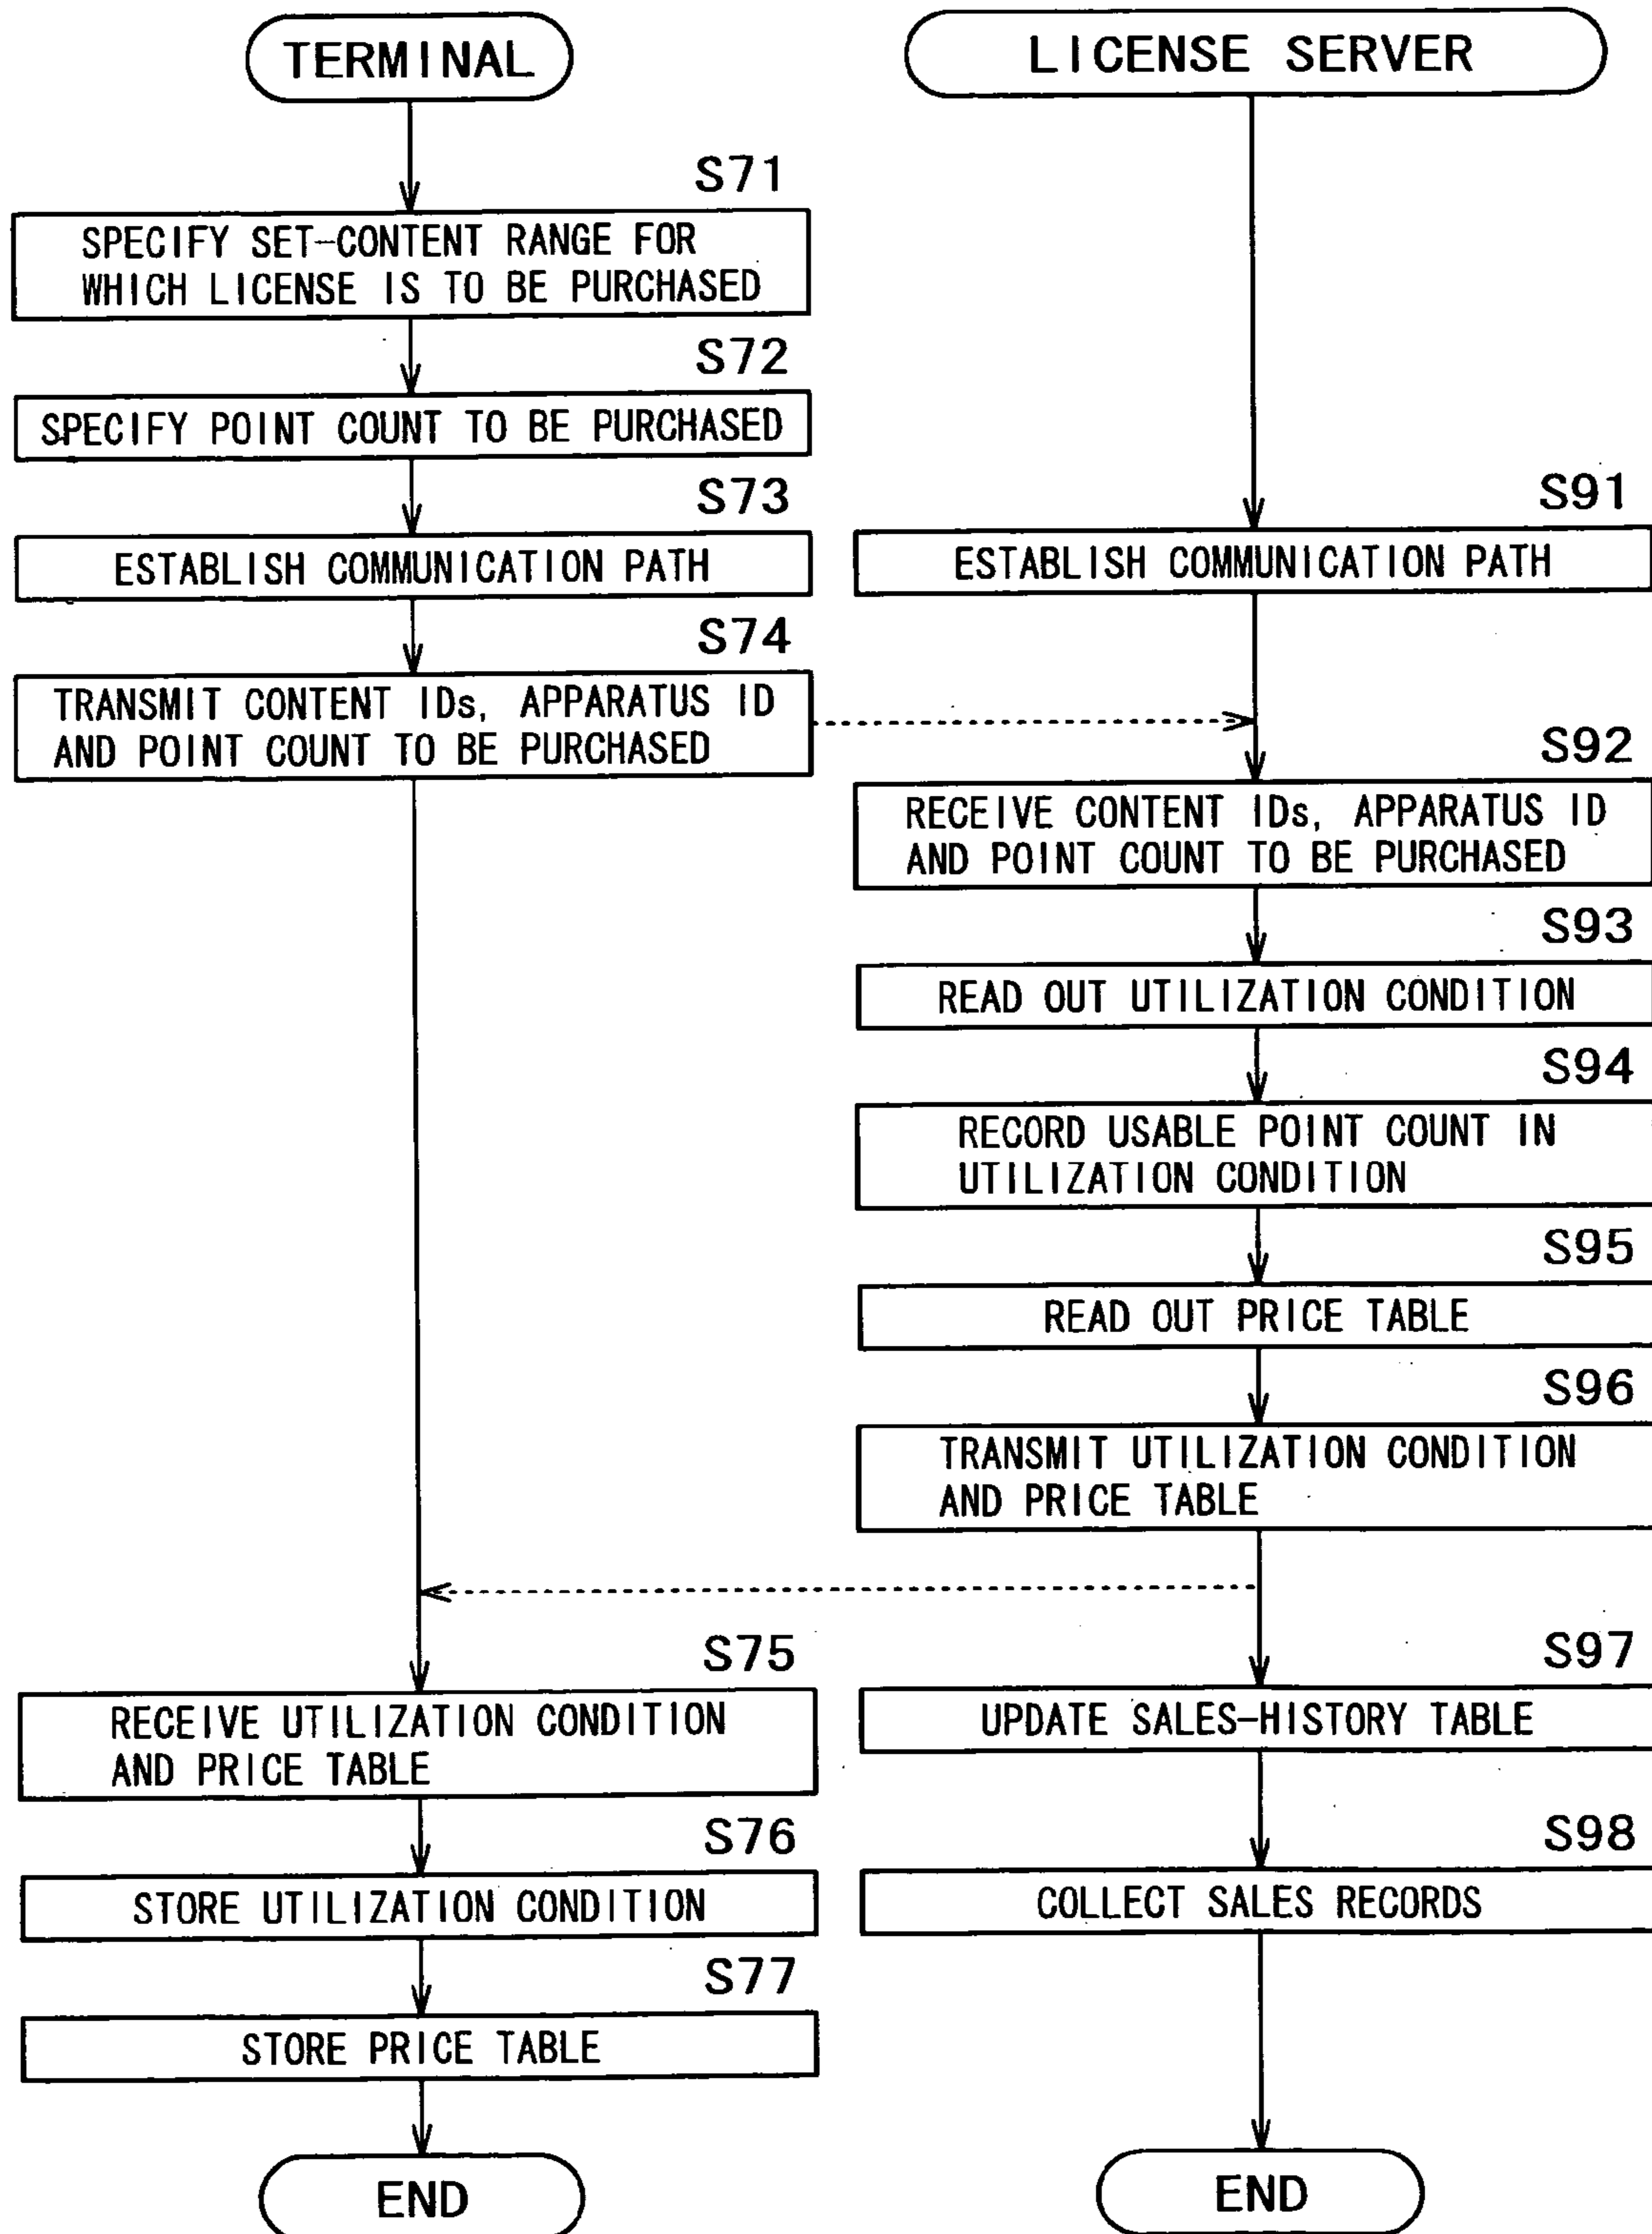 TERMINAL
LICENSE SERVER
S71
SPECIFY SET-CONTENT RANGE FOR
WHICH LICENSE IS TO BE PURCHASED
S72
SPECIFY POINT COUNT TO BE PURCHASED
S73
ESTABLISH COMMUNICATION PATH
S91
ESTABLISH COMMUNICATION PATH
S74
TRANSMIT CONTENT IDs, APPARATUS ID
AND POINT COUNT TO BE PURCHASED
S92
RECEIVE CONTENT IDs, APPARATUS ID
AND POINT COUNT TO BE PURCHASED
S93
READ OUT UTILIZATION CONDITION
S94
RECORD USABLE POINT COUNT IN
UTILIZATION CONDITION
S95
READ OUT PRICE TABLE
S96
TRANSMIT UTILIZATION CONDITION
AND PRICE TABLE
S75
RECEIVE UTILIZATION CONDITION
AND PRICE TABLE
S97
UPDATE SALES-HISTORY TABLE
S76
STORE UTILIZATION CONDITION
S98
COLLECT SALES RECORDS
S77
STORE PRICE TABLE
END
END